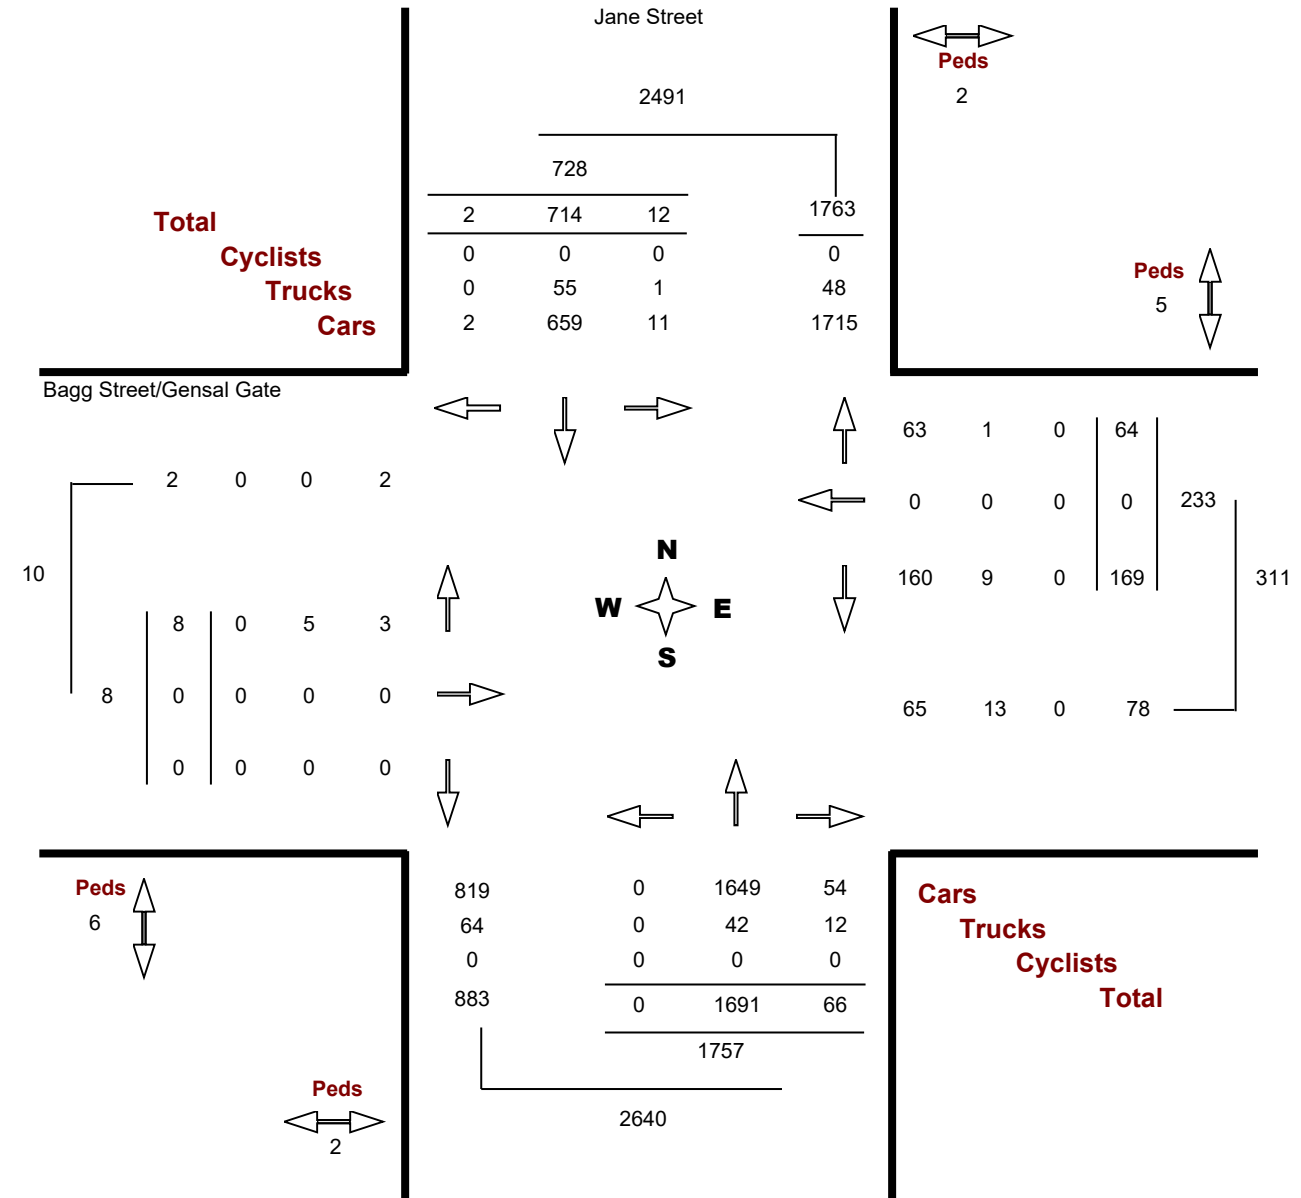 Jane Street
Peds
2
2491
728
2 714 12 1763
Total
0 0 0 0
Cyclists
0 55 1 48
Trucks
2 659 11 1715
Cars
Peds
5
Bagg Street/Gensal Gate
63 1 0 64
2 0 0 2
0 0 0 0 233
N
10
160 9 0 169 311
W E
8 0 5 3
S
8 0 0 0 0
65 13 0 78
0 0 0 0
Peds
6
819 0 1649 54
Cars
64 0 42 12
Trucks
0 0 0 0
Cyclists
883 0 1691 66
Total
1757
Peds
2
2640